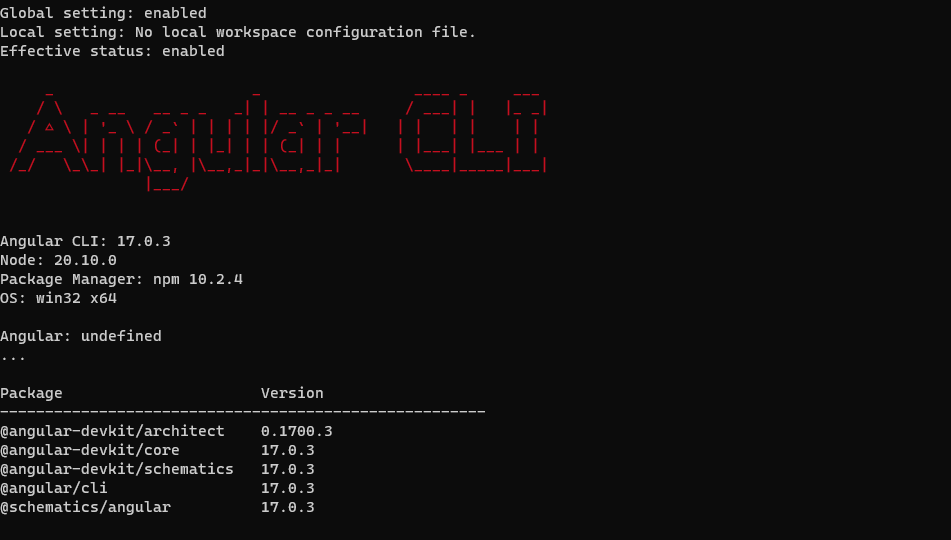 Global setting: enabled
Local setting: No local workspace configuration file.
Effective status: enabled
Angular CLI
Angular CLI: 17.0.3
Node: 20.10.0
Package Manager: npm 10.2.4
OS: win32 x64
Angular: undefined
...
Package Version
------------------------------------------------------
@angular-devkit/architect 0.1700.3
@angular-devkit/core 17.0.3
@angular-devkit/schematics 17.0.3
@angular/cli 17.0.3
@schematics/angular 17.0.3